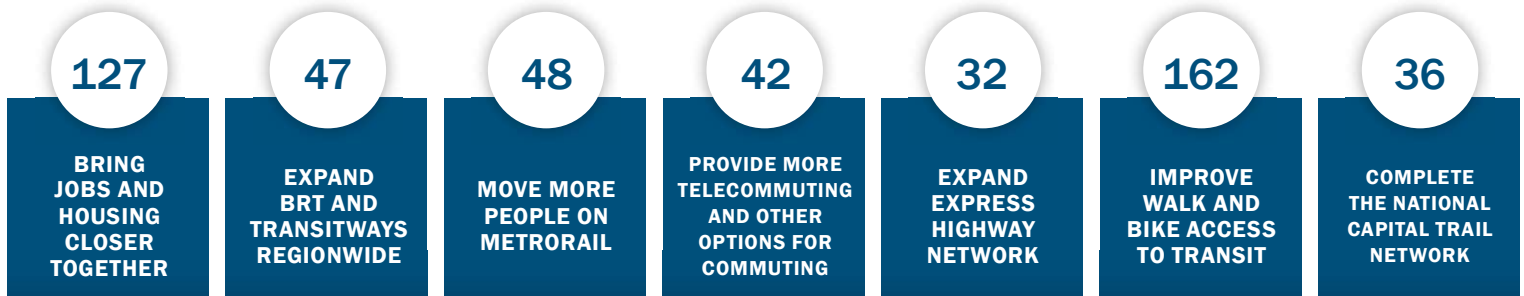 127
BRING
JOBS AND
HOUSING
CLOSER
TOGETHER
47
EXPAND
BRT AND
TRANSITWAYS
REGIONWIDE
48
MOVE MORE
PEOPLE ON
METRORAIL
42
PROVIDE MORE
TELECOMMUTING
AND OTHER
OPTIONS FOR
COMMUTING
32
EXPAND
EXPRESS
HIGHWAY
NETWORK
162
IMPROVE
WALK AND
BIKE ACCESS
TO TRANSIT
36
COMPLETE
THE NATIONAL
CAPITAL TRAIL
NETWORK